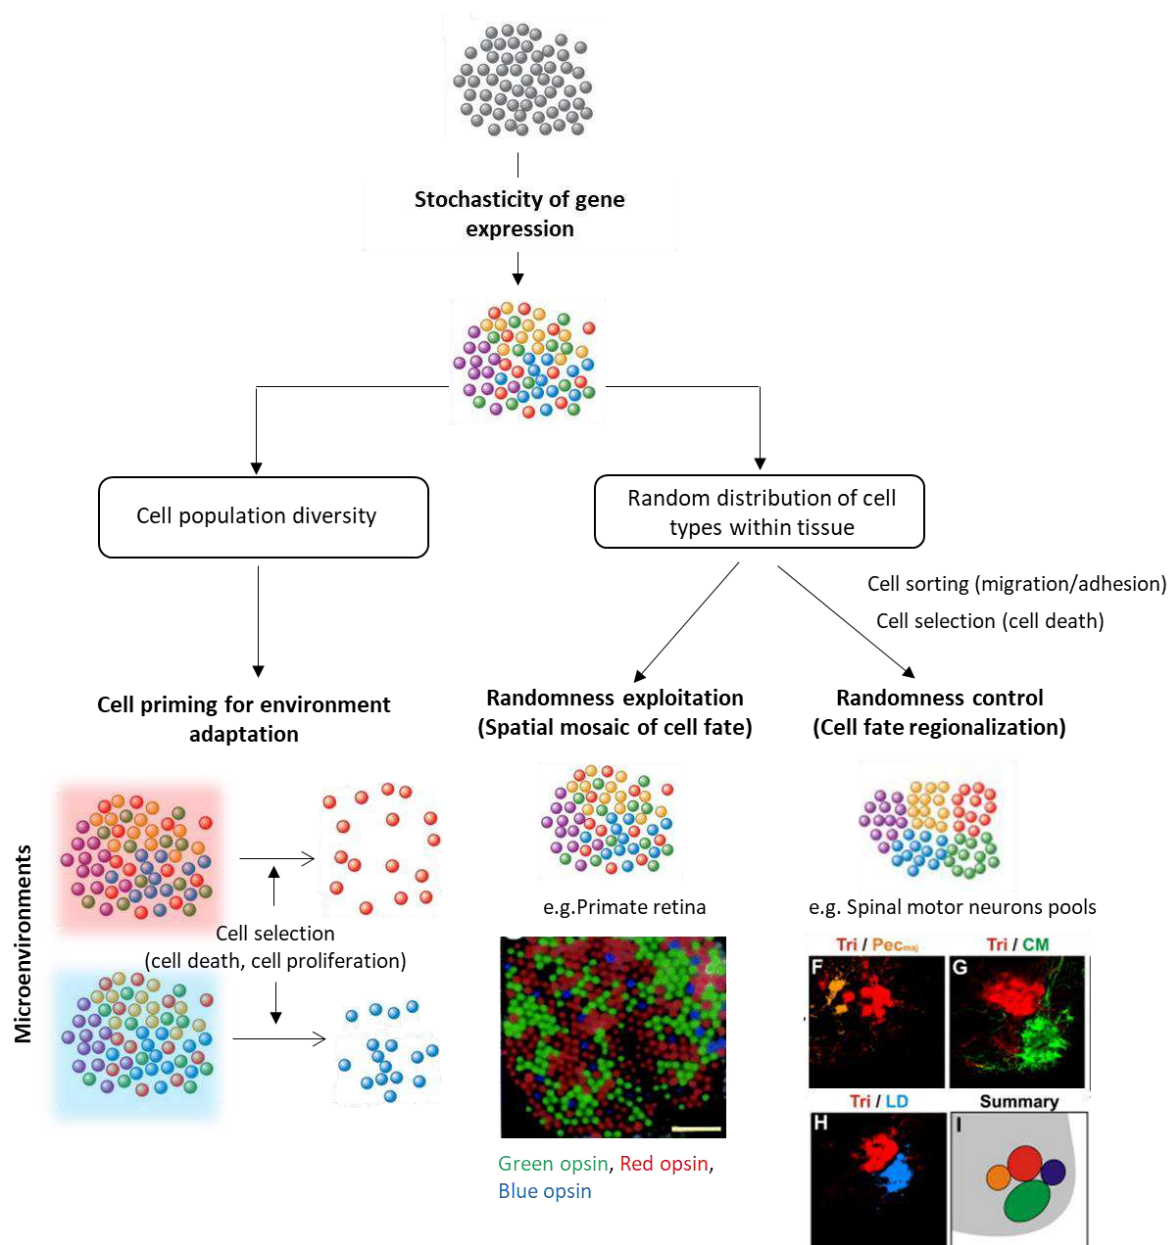 Stochasticity of gene
expression
Cell population diversity
Random distribution of cell
types within tissue
Cell sorting (migration/adhesion)
Cell selection (cell death)
Cell priming for environment
adaptation
Randomness exploitation
(Spatial mosaic of cell fate)
Randomness control
(Cell fate regionalization)
Microenvironments
Cell selection
(cell death, cell proliferation)
e.g.Primate retina
Green opsin, Red opsin,
Blue opsin
e.g. Spinal motor neurons pools
Tri / Pecmaj
Tri / CM
F
G
Tri / LD
Summary
H
I